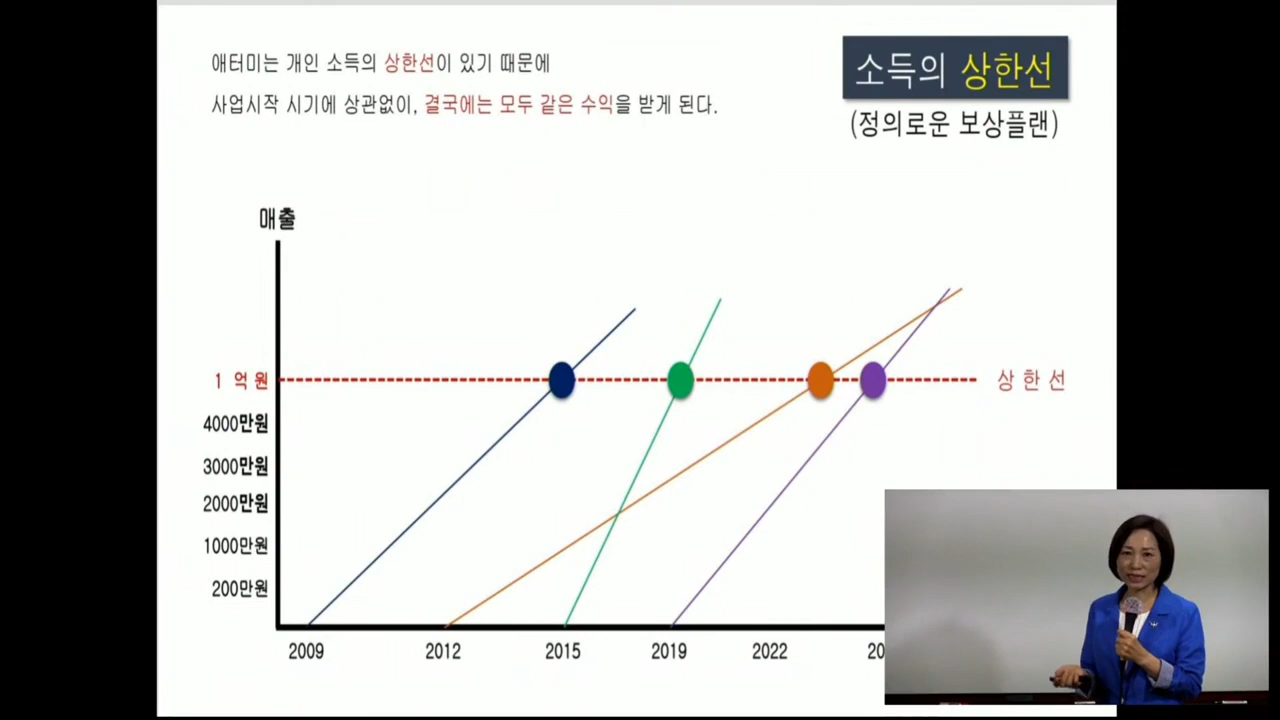 애터미는 개인 소득의 상한선이 있기 때문에
사업시작 시기에 상관없이, 결국에는 모두 같은 수익을 받게 된다.
소득의 상한선
(정의로운 보상플랜)
매출
1 억 원
상 한 선
4000만원
3000만원
2000만원
1000만원
200만원
2009 2012 2015 2019 2022 20